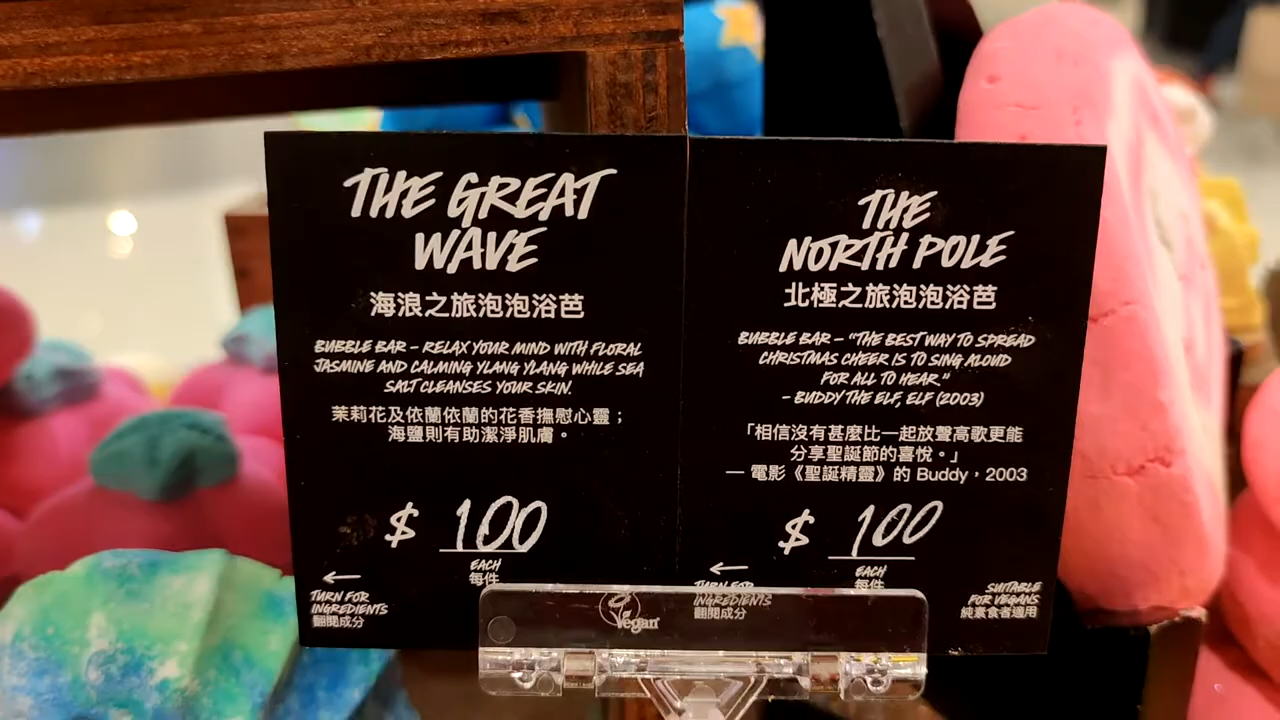 THE GREAT
WAVE
海浪之旅泡泡浴芭
BUBBLE BAR – RELAX YOUR MIND WITH FLORAL
JASMINE AND CALMING YLANG YLANG WHILE SEA
SALT CLEANSES YOUR SKIN.
茉莉花及依蘭依蘭的花香撫慰心靈；
海鹽則有助潔淨肌膚。
$ 100
EACH
每件
←
TURN FOR
INGREDIENTS
翻閱成分
Vegan
THE
NORTH POLE
北極之旅泡泡浴芭
BUBBLE BAR – “THE BEST WAY TO SPREAD
CHRISTMAS CHEER IS TO SING ALOUD
FOR ALL TO HEAR”
– BUDDY THE ELF, ELF (2003)
「相信沒有甚麼比一起放聲高歌更能
分享聖誕節的喜悅。」
— 電影《聖誕精靈》的 Buddy，2003
$ 100
EACH
每件
←
TURN FOR
INGREDIENTS
翻閱成分
SUITABLE
FOR VEGANS
純素食者適用